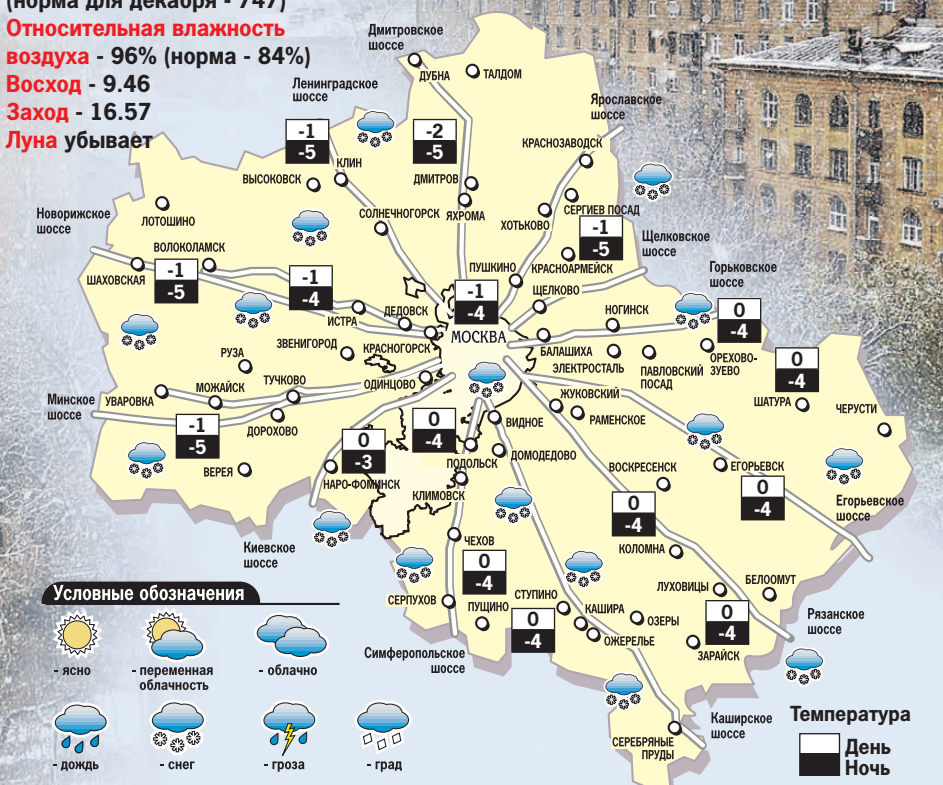 (норма для декабря - 747)
Относительная влажность
воздуха - 96% (норма - 84%)
Восход - 9.46
Заход - 16.57
Луна убывает
Дмитровское
шоссе
ДУБНА
ТАЛДОМ
Ленинградское
шоссе
Ярославское
шоссе
-1
-5
-2
-5
КРАСНОЗАВОДСК
КЛИН
ВЫСОКОВСК
ДМИТРОВ
ЛОТОШИНО
СОЛНЕЧНОГОРСК
ЯХРОМА
ХОТЬКОВО
СЕРГИЕВ ПОСАД
Новорижское
шоссе
-1
-5
Щелковское
шоссе
ВОЛОКОЛАМСК
ШАХОВСКАЯ
-1
-5
-1
-4
ПУШКИНО
КРАСНОАРМЕЙСК
Горьковское
шоссе
-1
-4
ЩЕЛКОВО
ИСТРА
ДЕДОВСК
НОГИНСК
0
-4
МОСКВА
ЗВЕНИГОРОД
КРАСНОГОРСК
БАЛАШИХА
ЭЛЕКТРОСТАЛЬ
ПАВЛОВСКИЙ
ПОСАД
ОРЕХОВО-
ЗУЕВО
0
-4
РУЗА
ТУЧКОВО
ОДИНЦОВО
МОЖАЙСК
УВАРОВКА
Минское
шоссе
ЖУКОВСКИЙ
РАМЕНСКОЕ
ШАТУРА
ЧЕРУСТИ
-1
-5
ДОРОХОВО
0
-3
0
-4
ВИДНОЕ
ДОМОДЕДОВО
ВЕРЕЯ
НАРО-ФОМИНСК
ПОДОЛЬСК
КЛИМОВСК
ВОСКРЕСЕНСК
ЕГОРЬЕВСК
0
-4
0
-4
Егорьевское
шоссе
Киевское
шоссе
ЧЕХОВ
КОЛОМНА
0
-4
ЛУХОВИЦЫ
БЕЛООМУТ
СЕРПУХОВ
ПУЩИНО
СТУПИНО
0
-4
КАШИРА
ОЖЕРЕЛЬЕ
ОЗЕРЫ
0
-4
ЗАРАЙСК
Рязанское
шоссе
Симферопольское
шоссе
СЕРЕБРЯНЫЕ
ПРУДЫ
Каширское
шоссе
Условные обозначения
- ясно
- переменная
облачность
- облачно
- дождь
- снег
- гроза
- град
Температура
День
Ночь